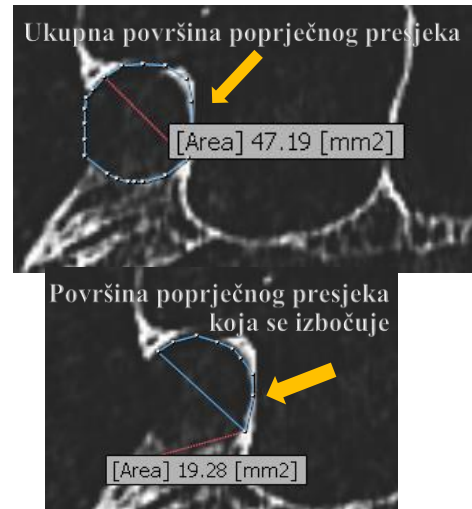 Ukupna površina poprječnog presjeka
[Area] 47.19 [mm2]
Površina poprječnog presjeka
koja se izbočuje
[Area] 19.28 [mm2]